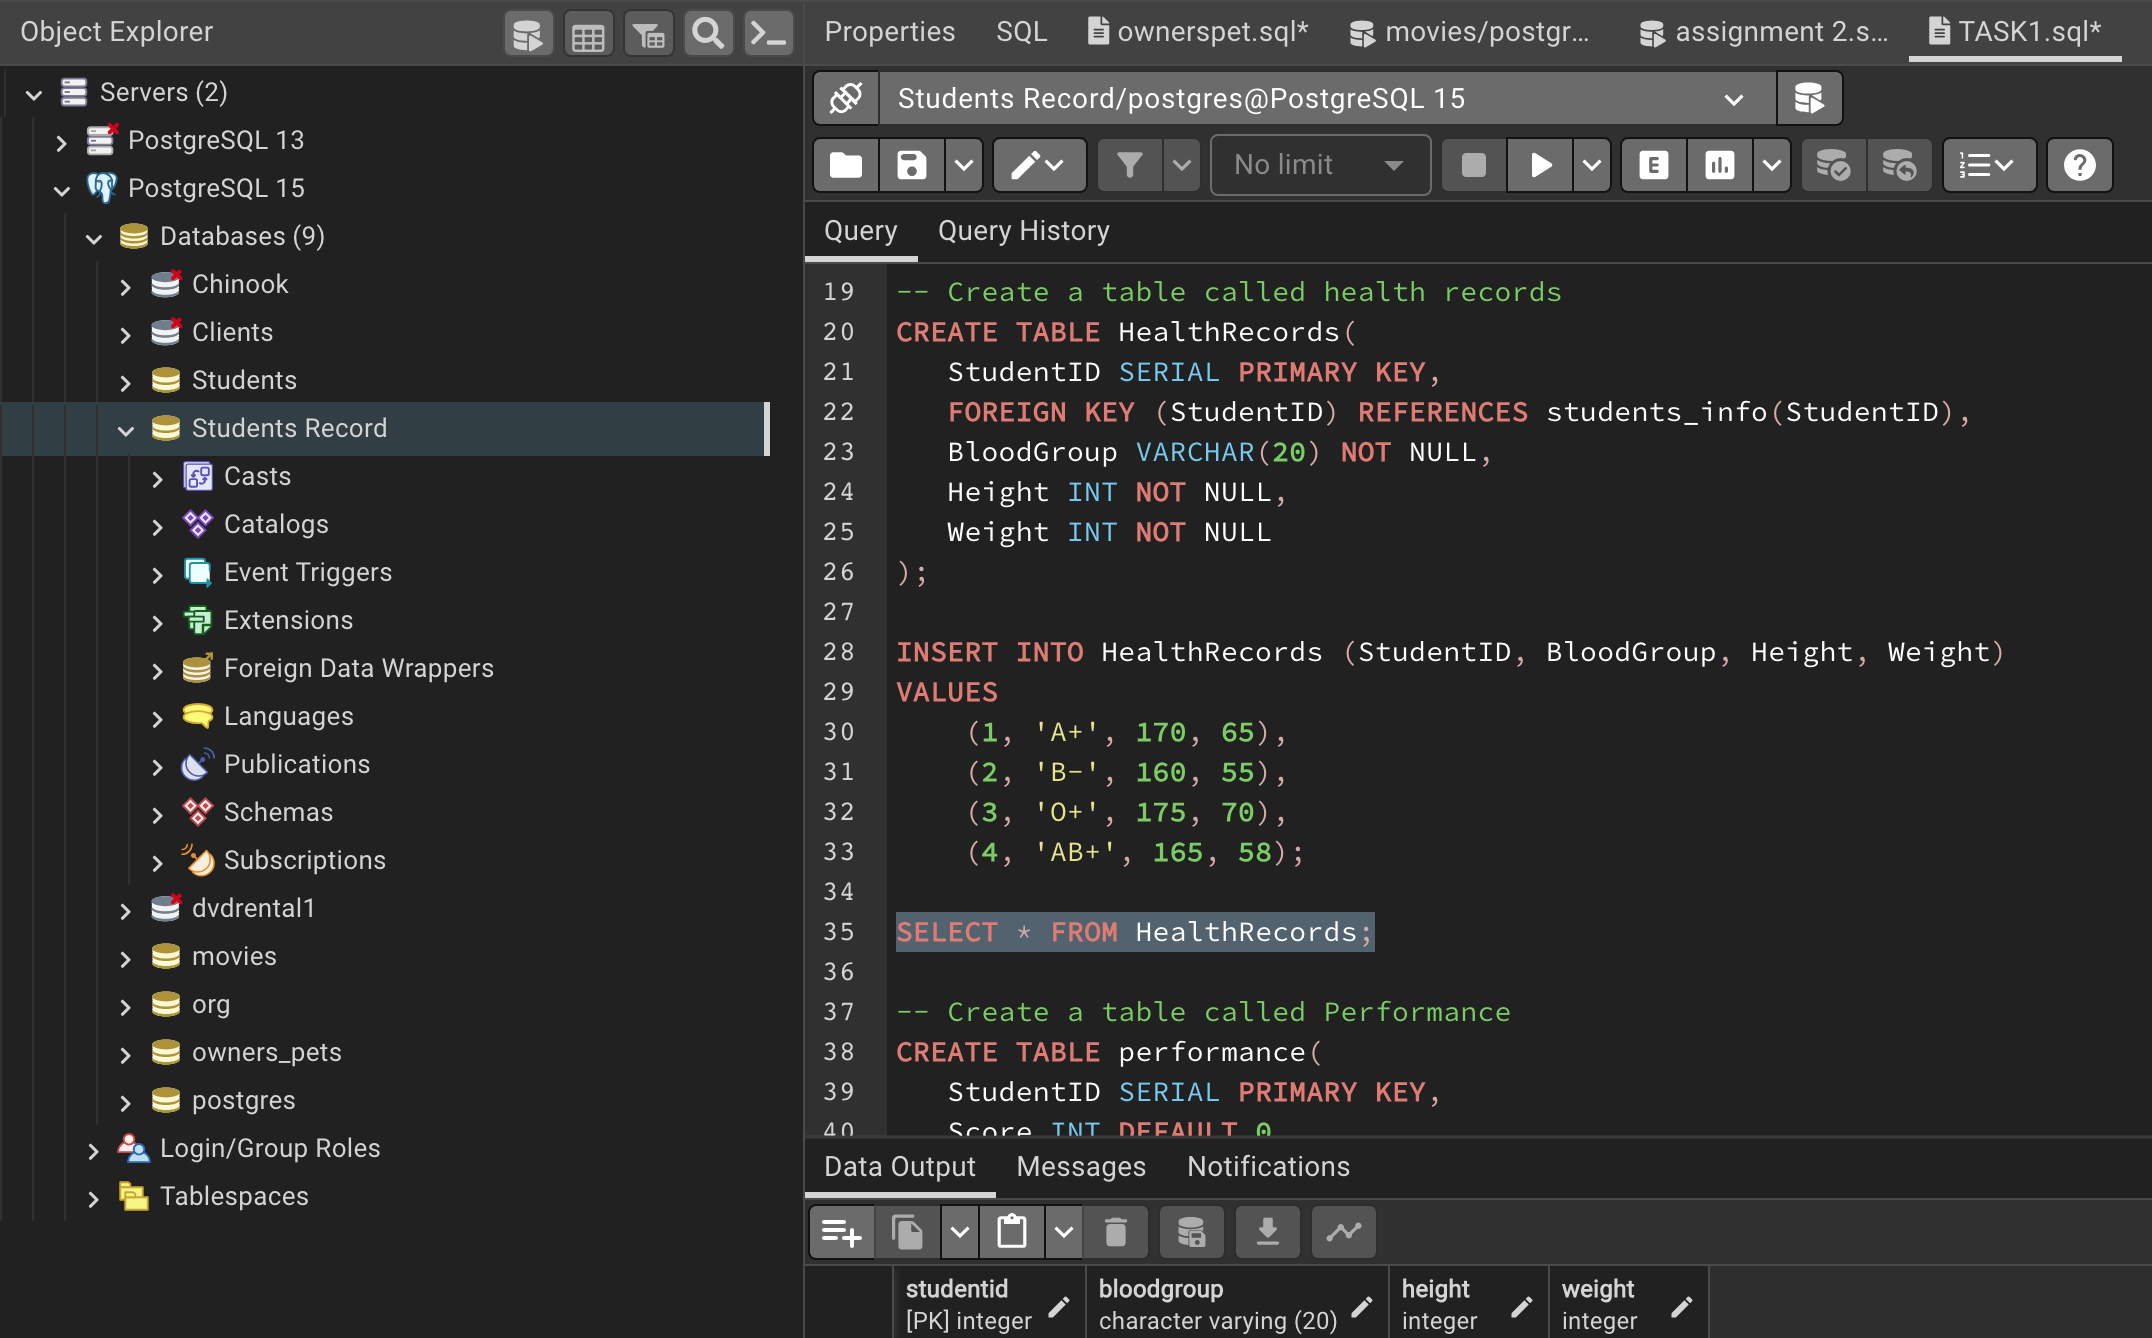 Object Explorer
Servers (2)
PostgreSQL 13
PostgreSQL 15
Databases (9)
Chinook
Clients
Students
Students Record
Casts
Catalogs
Event Triggers
Extensions
Foreign Data Wrappers
Languages
Publications
Schemas
Subscriptions
dvdrental1
movies
org
owners_pets
postgres
Login/Group Roles
Tablespaces
Properties SQL ownerspet.sql* movies/postgr... assignment 2.s... TASK1.sql*
Students Record/postgres@PostgreSQL 15
No limit E
Query Query History
19 -- Create a table called health records
20 CREATE TABLE HealthRecords(
21 StudentID SERIAL PRIMARY KEY,
22 FOREIGN KEY (StudentID) REFERENCES students_info(StudentID),
23 BloodGroup VARCHAR(20) NOT NULL,
24 Height INT NOT NULL,
25 Weight INT NOT NULL
26 );
27
28 INSERT INTO HealthRecords (StudentID, BloodGroup, Height, Weight)
29 VALUES
30 (1, 'A+', 170, 65),
31 (2, 'B-', 160, 55),
32 (3, 'O+', 175, 70),
33 (4, 'AB+', 165, 58);
34
35 SELECT * FROM HealthRecords;
36
37 -- Create a table called Performance
38 CREATE TABLE performance(
39 StudentID SERIAL PRIMARY KEY,
40 Score INT DEFAULT 0
Data Output Messages Notifications
studentid bloodgroup height weight
[PK] integer character varying (20) integer integer